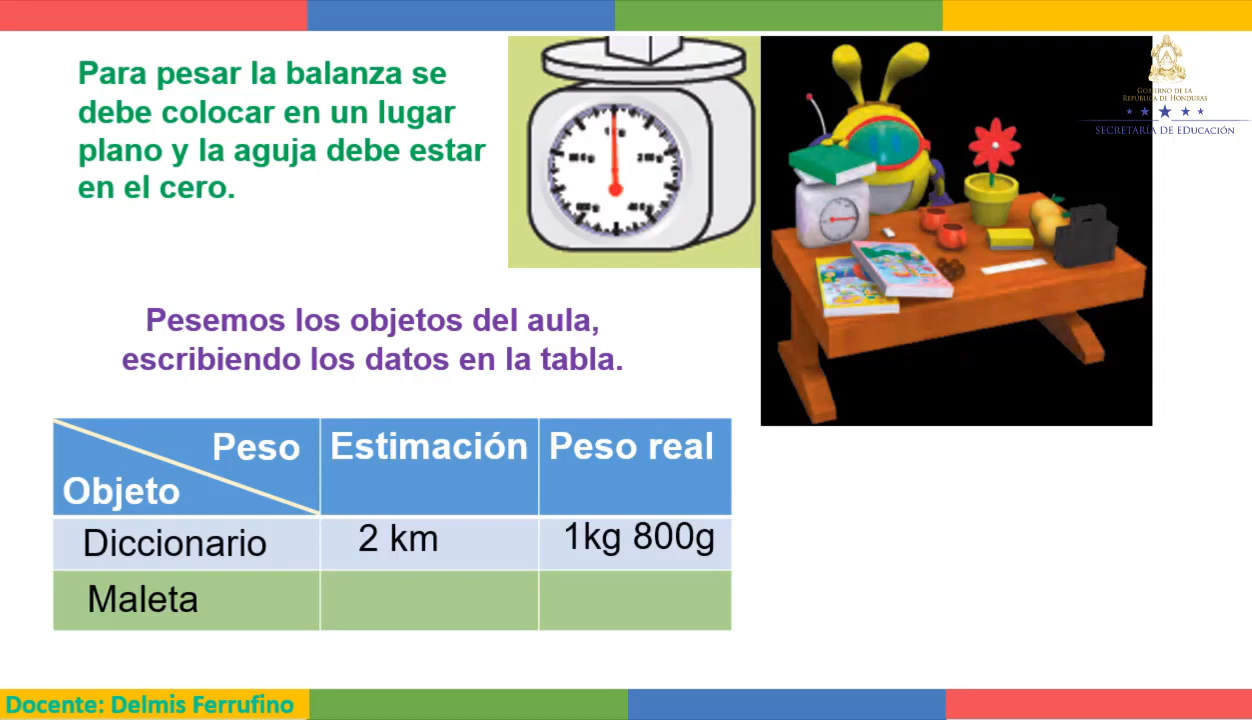 Para pesar la balanza se
debe colocar en un lugar
plano y la aguja debe estar
en el cero.
GOBIERNO DE LA
REPÚBLICA DE HONDURAS
SECRETARÍA DE EDUCACIÓN
Pesemos los objetos del aula,
escribiendo los datos en la tabla.
Peso
Objeto
Estimación
Peso real
Diccionario
2 km
1kg 800g
Maleta
Docente: Delmis Ferrufino